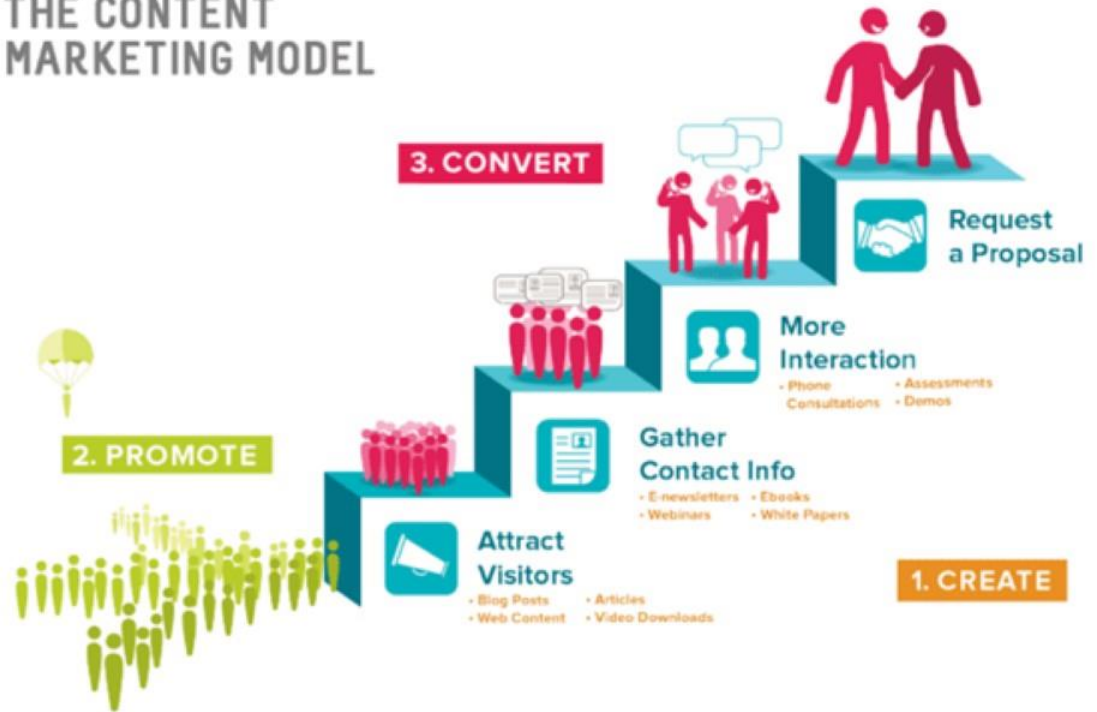 THE CONTENT
MARKETING MODEL
3. CONVERT
Request
a Proposal
More
Interaction
• Phone
Consultations
• Assessments
• Demos
2. PROMOTE
Gather
Contact Info
• E-newsletters
• Ebooks
• Webinars
• White Papers
Attract
Visitors
• Blog Posts
• Articles
• Web Content
• Video Downloads
1. CREATE